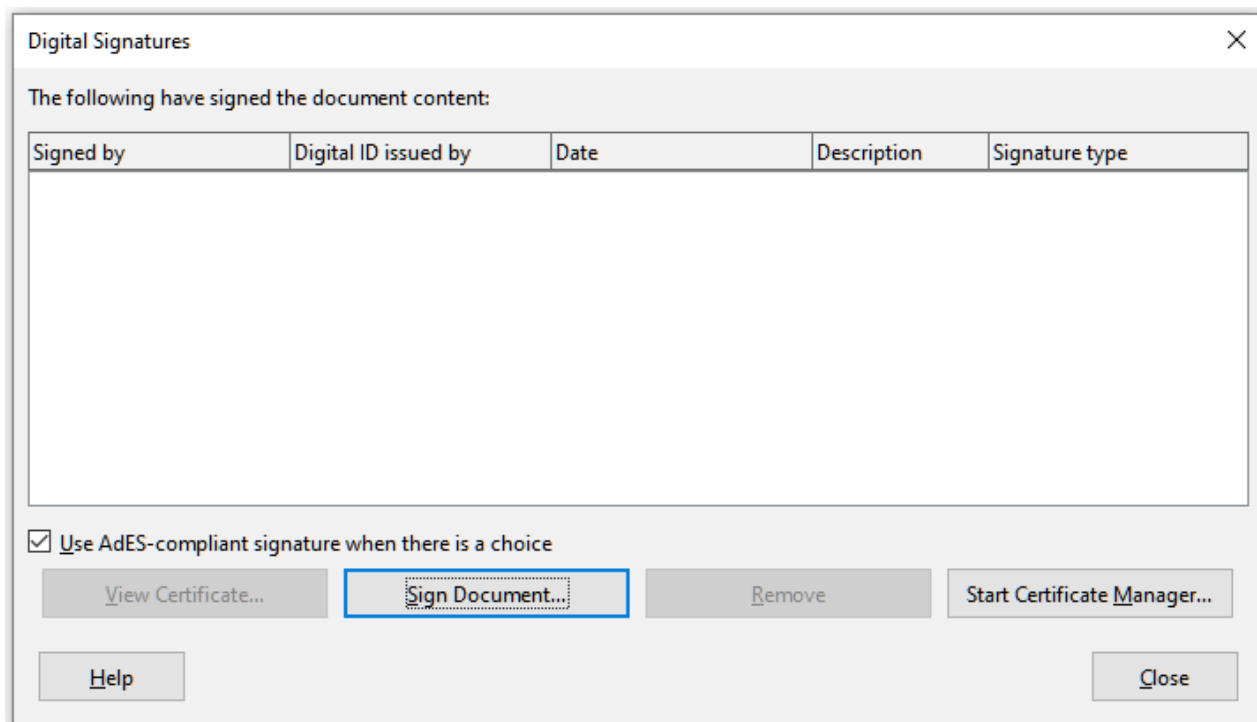 Digital Signatures
The following have signed the document content:
Signed by Digital ID issued by Date Description Signature type
Use AdES-compliant signature when there is a choice
View Certificate... Sign Document... Remove Start Certificate Manager...
Help Close